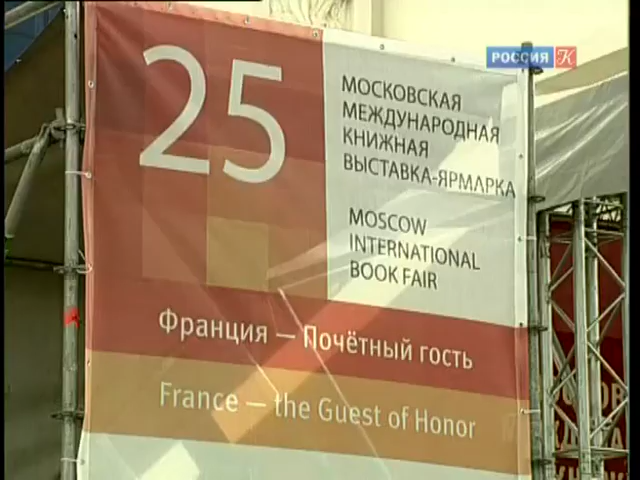 РОССИЯ К
25
МОСКОВСКАЯ
МЕЖДУНАРОДНАЯ
КНИЖНАЯ
ВЫСТАВКА-ЯРМАРКА
MOSCOW
INTERNATIONAL
BOOK FAIR
Франция — Почётный гость
France — the Guest of Honor